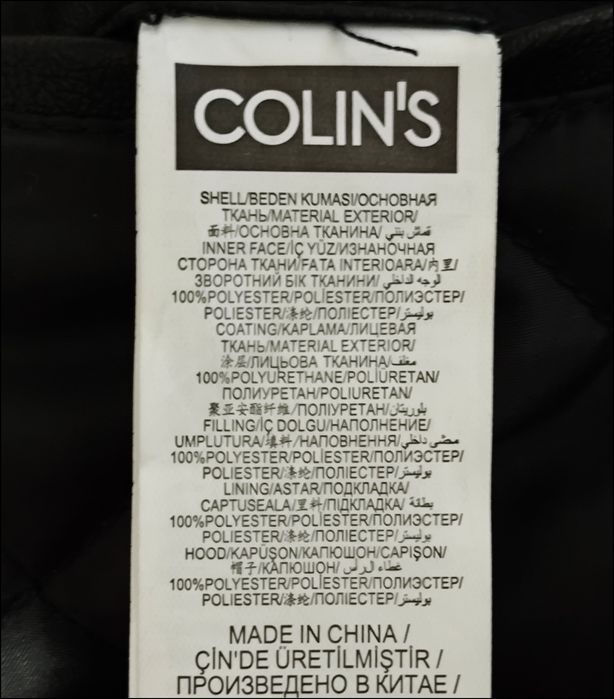 COLIN'S
SHELL/BEDEN KUMASI/ОСНОВНАЯ
ТКАНЬ/MATERIAL EXTERIOR/
面料/ОСНОВНА ТКАНИНА/ قماش بنني
INNER FACE/İÇ YÜZ/ИЗНАНОЧНАЯ
СТОРОНА ТКАНИ/FATA INTERIOARA/内里/
ЗВОРОТНИЙ БІК ТКАНИНИ/ الوجه الداخلي
100%POLYESTER/POLİESTER/ПОЛИЭСТЕР/
POLIESTER/涤纶/ПОЛІЕСТЕР/بوليستر
COATING/KAPLAMA/ЛИЦЕВАЯ
ТКАНЬ/MATERIAL EXTERIOR/
涂层/ЛИЦЬОВА ТКАНИНА/مغلف
100%POLYURETHANE/POLİÜRETAN/
ПОЛИУРЕТАН/POLIURETAN/
聚亚安酯纤维/ПОЛІУРЕТАН/بلوريتان
FILLING/İÇ DOLGU/НАПОЛНЕНИЕ/
UMPLUTURA/填料/НАПОВНЕННЯ/ داخلي
100%POLYESTER/POLİESTER/ПОЛИЭСТЕР/
POLIESTER/涤纶/ПОЛІЕСТЕР/بوليستر
LINING/ASTAR/ПОДКЛАДКА/
CAPTUSEALA/里料/ПІДКЛАДКА/ بطانة
100%POLYESTER/POLİESTER/ПОЛИЭСТЕР/
POLIESTER/涤纶/ПОЛІЕСТЕР/بوليستر
HOOD/KAPÜŞON/КАПЮШОН/CAPIŞON/
帽子/КАПЮШОН/ غطاء الرأس
100%POLYESTER/POLİESTER/ПОЛИЭСТЕР/
POLIESTER/涤纶/ПОЛІЕСТЕР/بوليستر
MADE IN CHINA /
ÇİN'DE ÜRETİLMİŞTİR /
ПРОИЗВЕДЕНО В КИТАЕ /